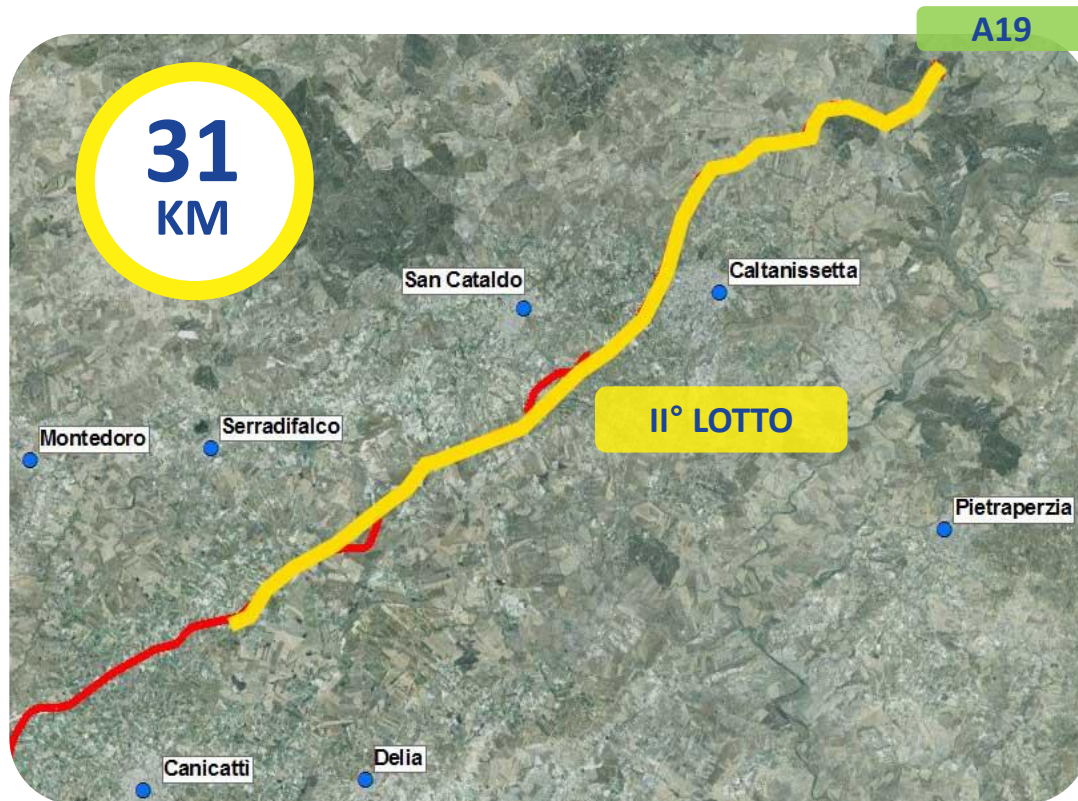 A19
31
KM
San Cataldo
Caltanissetta
II° LOTTO
Montedoro
Serradifalco
Pietraperzia
Canicattì
Delia